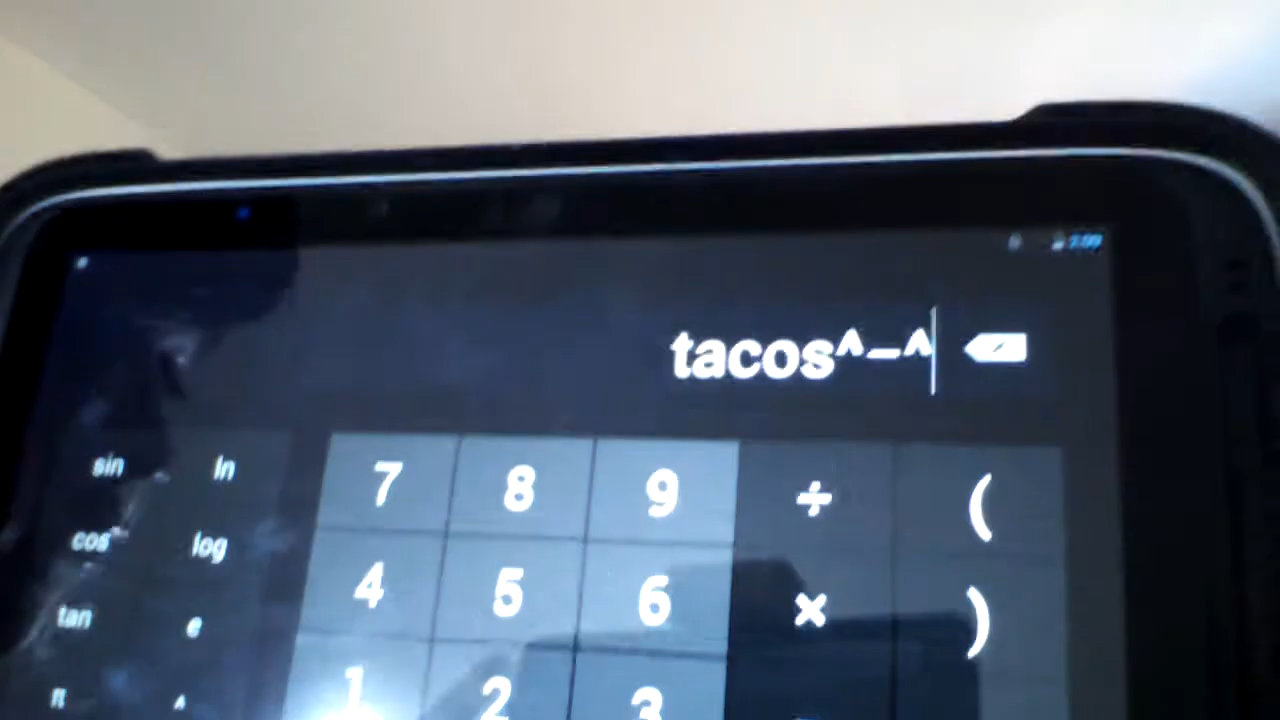 tacos^−^
sin ln 7 8 9 ÷ (
cos log 4 5 6 × )
tan e 1 2 3
π ^